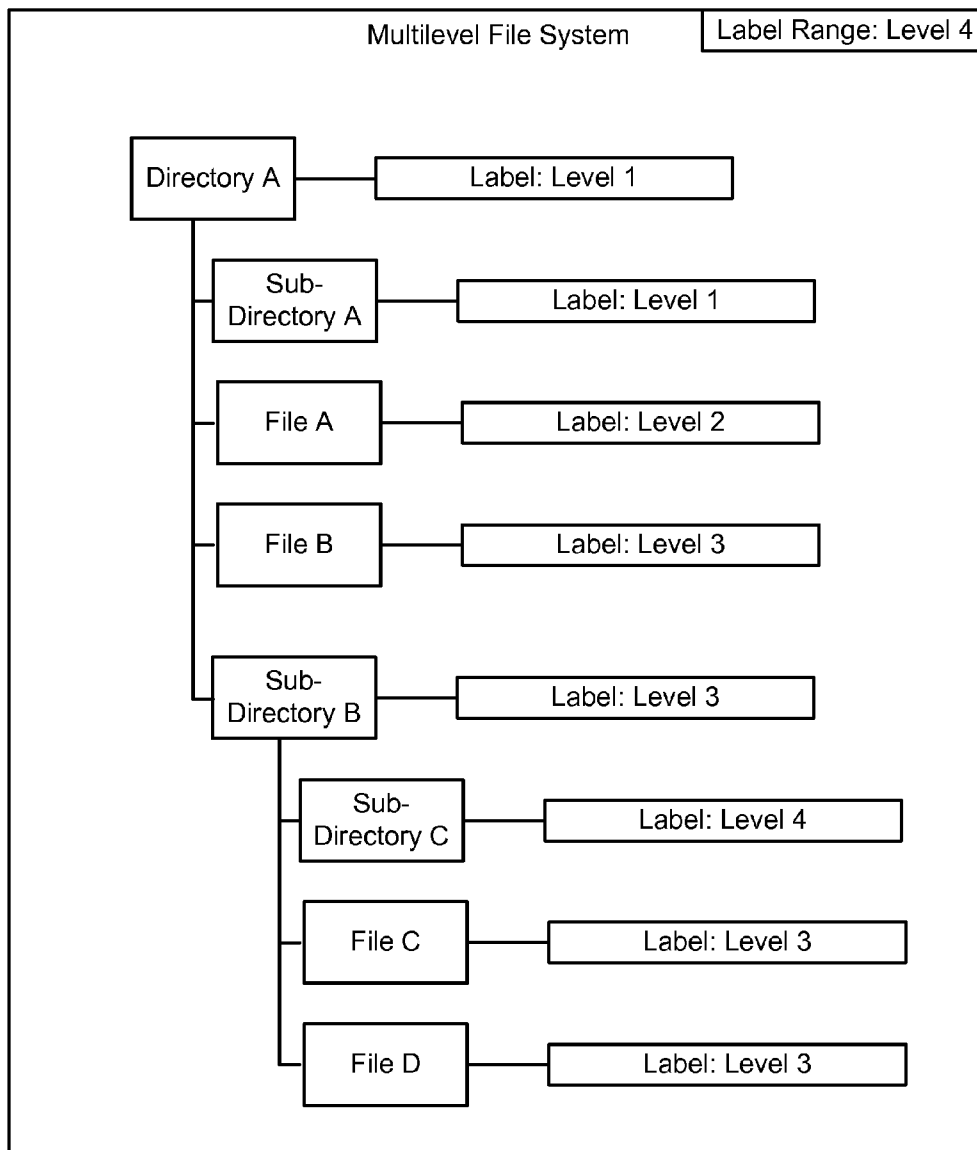 Multilevel File System
Label Range: Level 4
Directory A
Label: Level 1
Sub-
Directory A
Label: Level 1
File A
Label: Level 2
File B
Label: Level 3
Sub-
Directory B
Label: Level 3
Sub-
Directory C
Label: Level 4
File C
Label: Level 3
File D
Label: Level 3